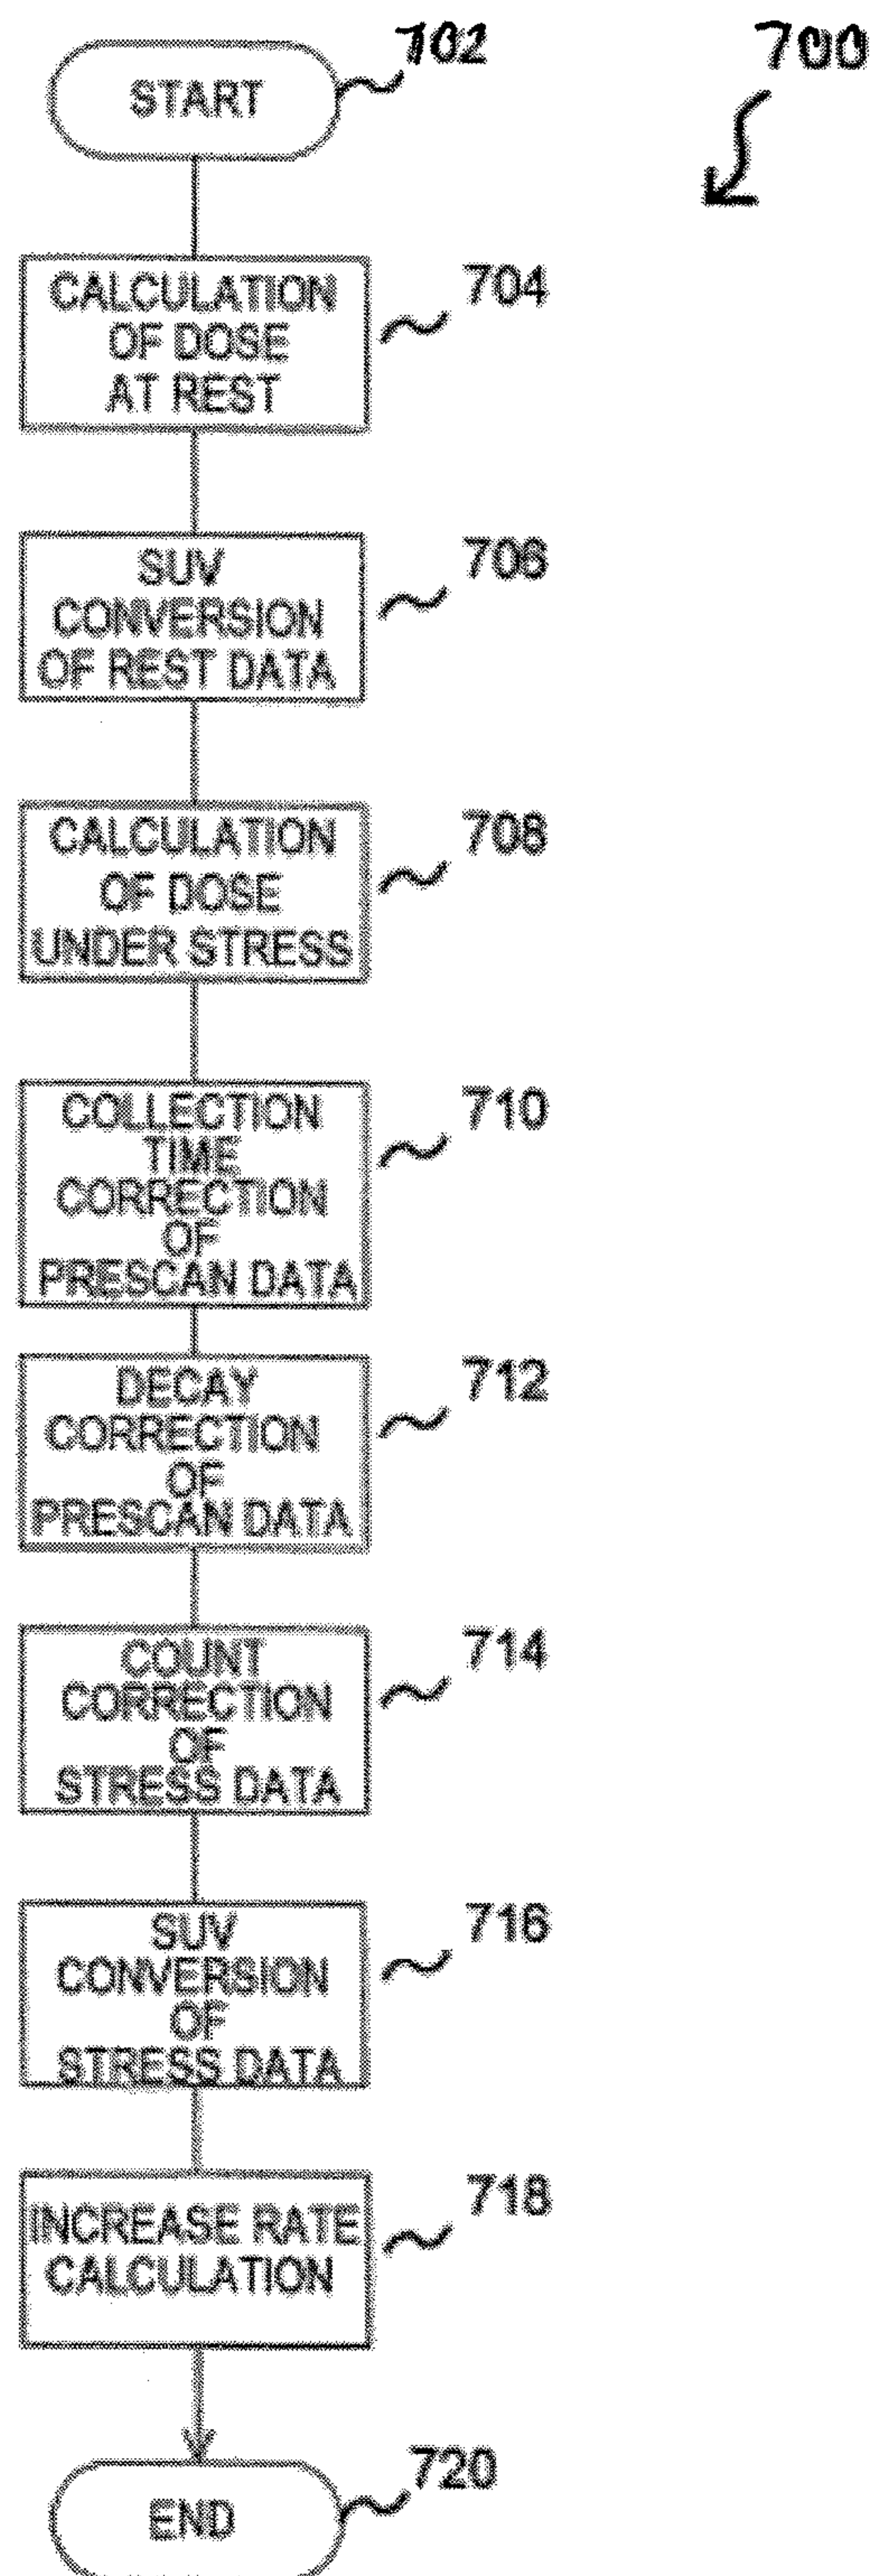 702
700
START
CALCULATION
OF DOSE
AT REST
704
SUV
CONVERSION
OF REST DATA
706
CALCULATION
OF DOSE
UNDER STRESS
708
COLLECTION
TIME
CORRECTION
OF
PRESCAN DATA
710
DECAY
CORRECTION
OF
PRESCAN DATA
712
COUNT
CORRECTION
OF
STRESS DATA
714
SUV
CONVERSION
OF
STRESS DATA
716
INCREASE RATE
CALCULATION
718
END
720